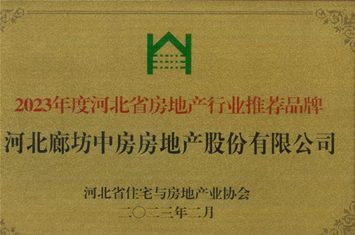 2023年度河北省房地产行业推荐品牌
河北廊坊中房房地产股份有限公司
河北省住宅与房地产业协会
二〇二三年二月